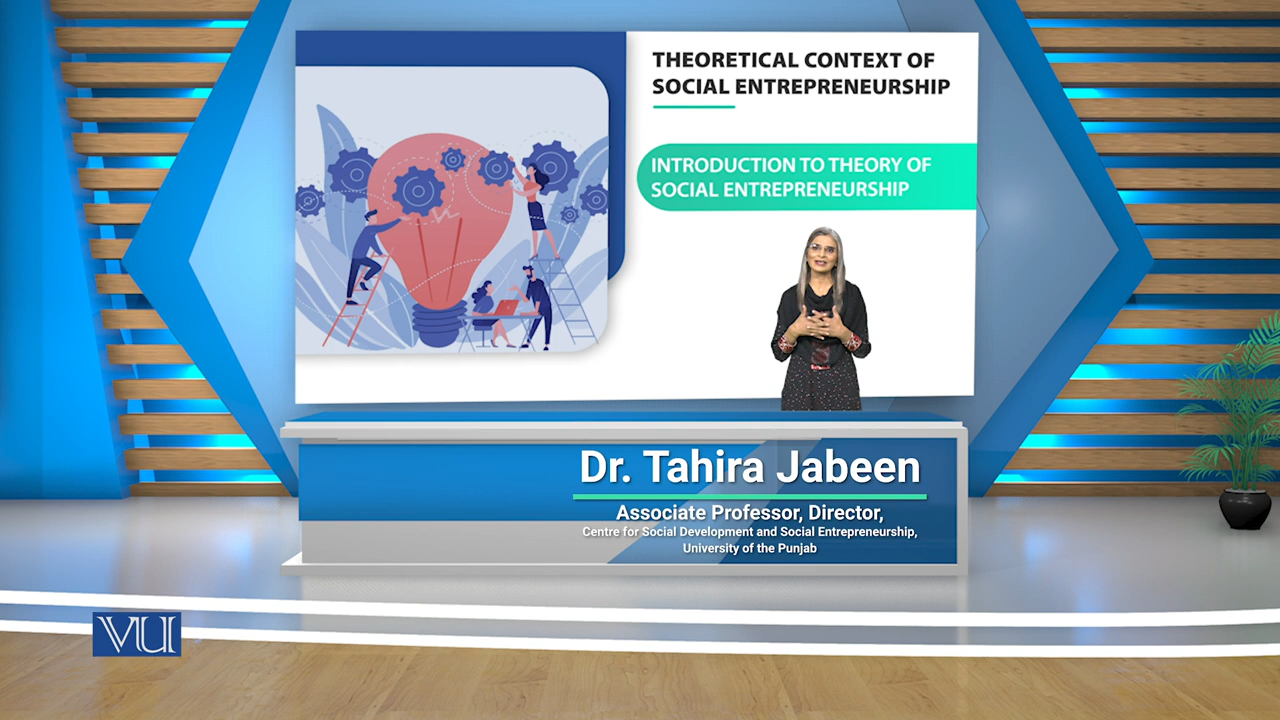 THEORETICAL CONTEXT OF
SOCIAL ENTREPRENEURSHIP
INTRODUCTION TO THEORY OF
SOCIAL ENTREPRENEURSHIP
Dr. Tahira Jabeen
Associate Professor, Director,
Centre for Social Development and Social Entrepreneurship,
University of the Punjab
VU